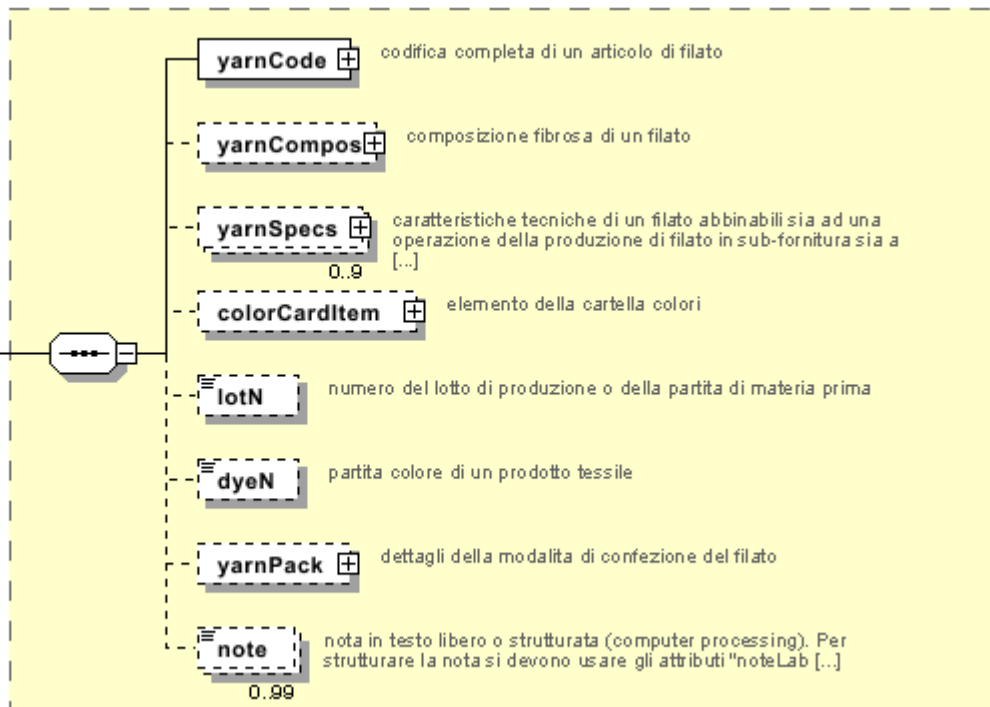 yarnCode
codifica completa di un articolo di filato
yarnCompos
composizione fibrosa di un filato
yarnSpecs
caratteristiche tecniche di un filato abbinabili sia ad una
operazione della produzione di filato in sub-fornitura sia a
[...]
0..9
colorCardItem
elemento della cartella colori
lotN
numero del lotto di produzione o della partita di materia prima
dyeN
partita colore di un prodotto tessile
yarnPack
dettagli della modalita di confezione del filato
note
nota in testo libero o strutturata (computer processing). Per
strutturare la nota si devono usare gli attributi "noteLab [...]
0..99